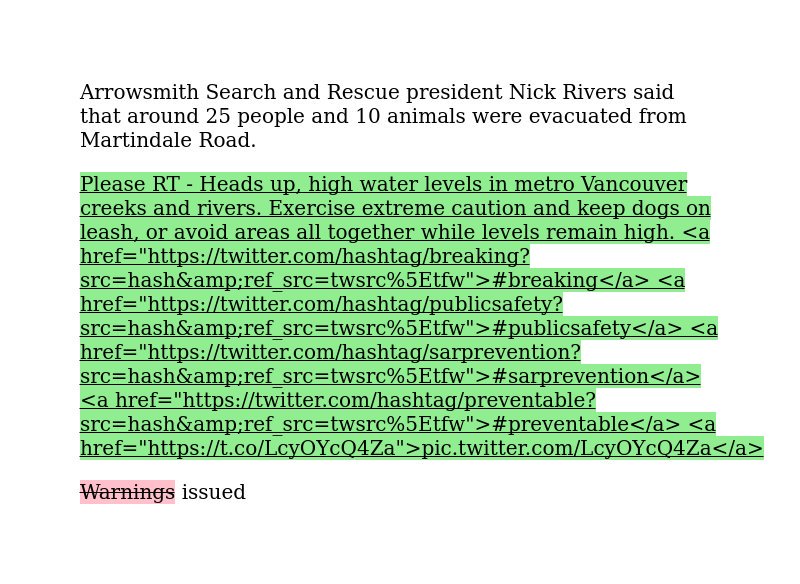 Arrowsmith Search and Rescue president Nick Rivers said
that around 25 people and 10 animals were evacuated from
Martindale Road.
Please RT - Heads up, high water levels in metro Vancouver
creeks and rivers. Exercise extreme caution and keep dogs on
leash, or avoid areas all together while levels remain high. <a
href="https://twitter.com/hashtag/breaking?
src=hash&amp;ref_src=twsrc%5Etfw">#breaking</a> <a
href="https://twitter.com/hashtag/publicsafety?
src=hash&amp;ref_src=twsrc%5Etfw">#publicsafety</a> <a
href="https://twitter.com/hashtag/sarprevention?
src=hash&amp;ref_src=twsrc%5Etfw">#sarprevention</a>
<a href="https://twitter.com/hashtag/preventable?
src=hash&amp;ref_src=twsrc%5Etfw">#preventable</a> <a
href="https://t.co/LcyOYcQ4Za">pic.twitter.com/LcyOYcQ4Za</a>
Warnings issued